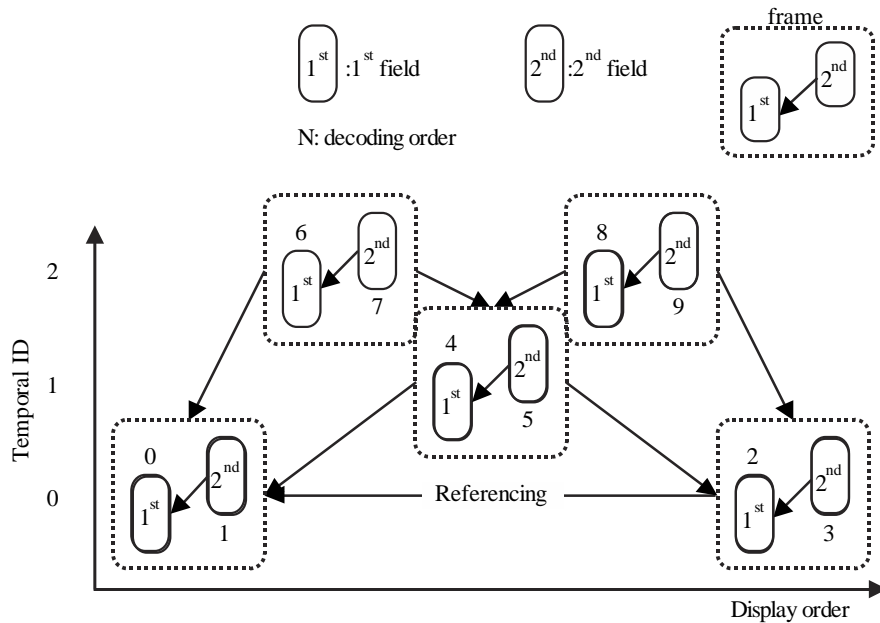 frame
1st :1st field
2nd :2nd field
1st 2nd
N: decoding order
Temporal ID
2
6 1st 2nd 7
8 1st 2nd 9
1
4 1st 2nd 5
0
0 1st 2nd 1
Referencing
2 1st 2nd 3
Display order